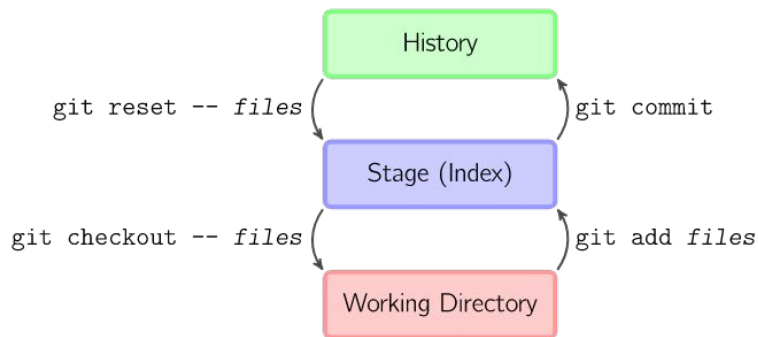 History
git reset -- files
git commit
Stage (Index)
git checkout -- files
git add files
Working Directory